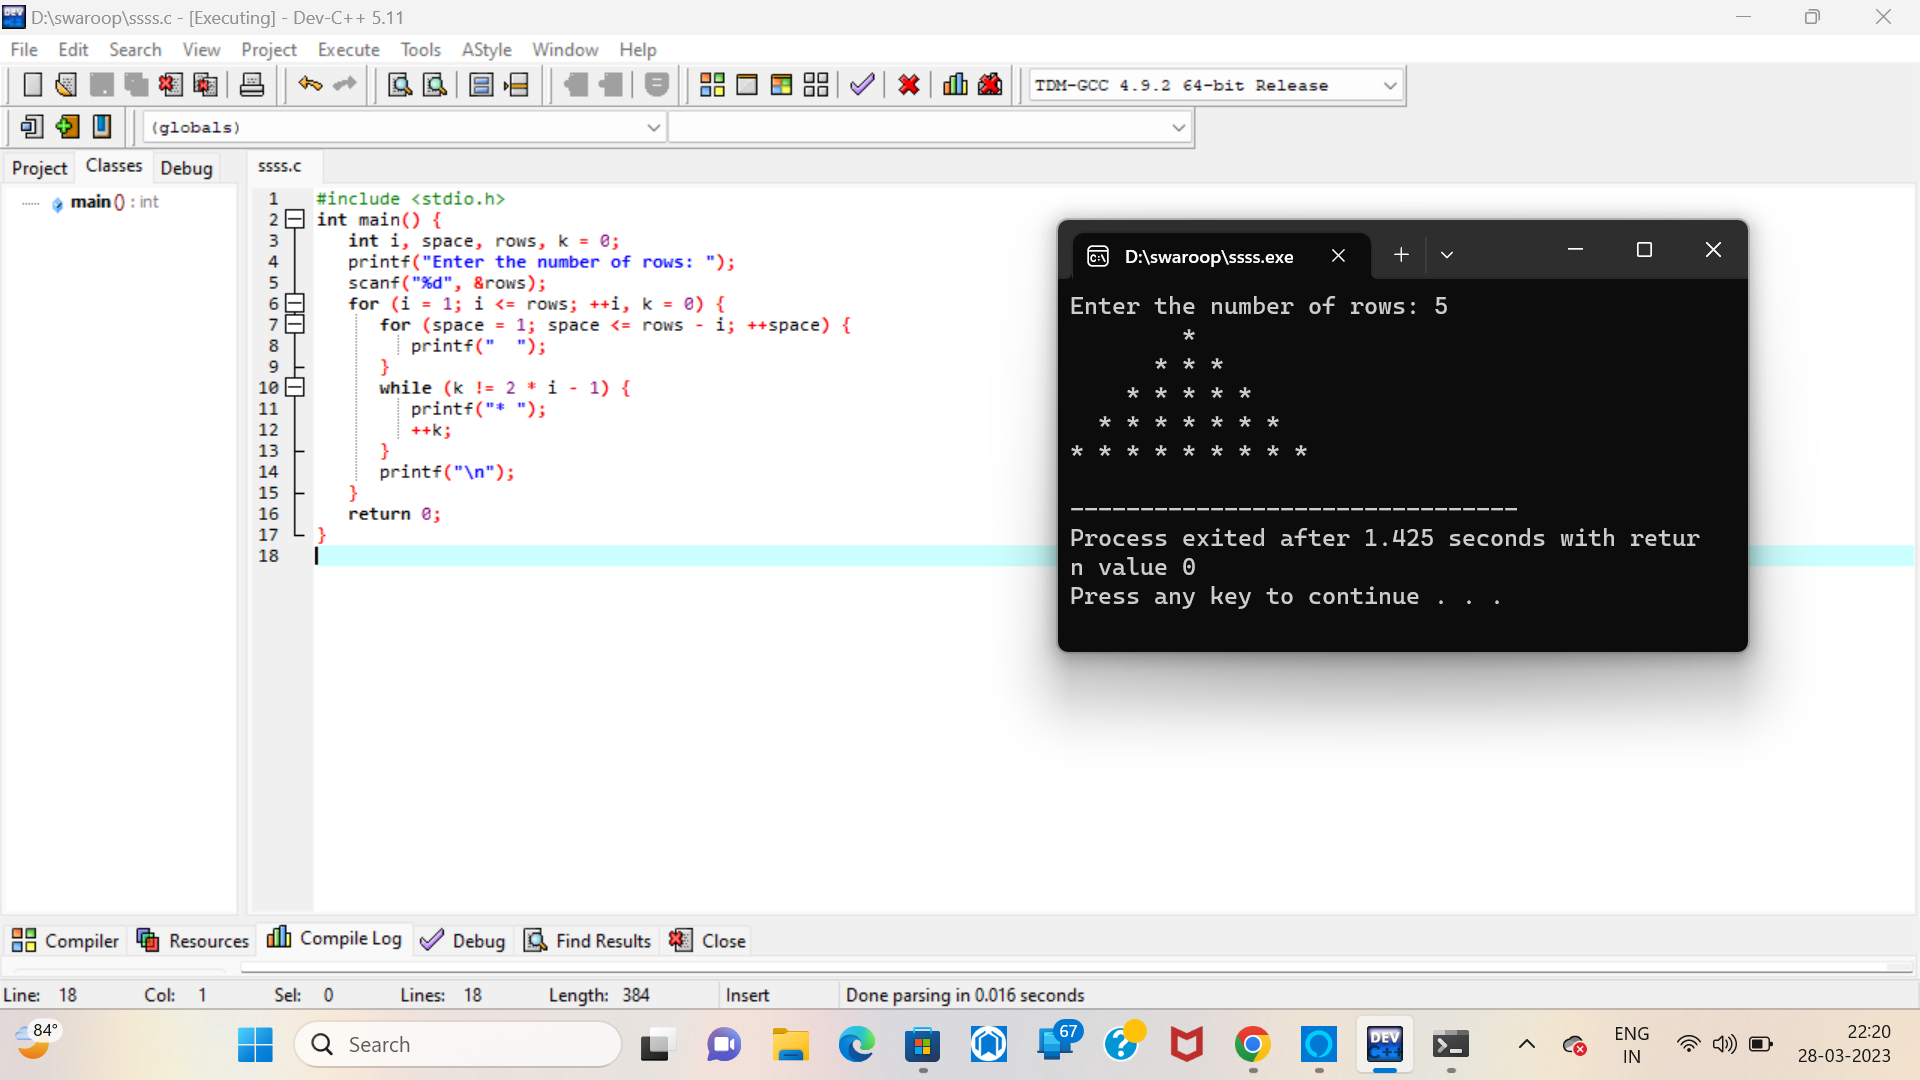 D:\swaroop\ssss.c - [Executing] - Dev-C++ 5.11
File Edit Search View Project Execute Tools AStyle Window Help
TDM-GCC 4.9.2 64-bit Release
(globals)
Project Classes Debug
ssss.c
main () : int
1 #include <stdio.h>
2 int main() {
3 int i, space, rows, k = 0;
4 printf("Enter the number of rows: ");
5 scanf("%d", &rows);
6 for (i = 1; i <= rows; ++i, k = 0) {
7 for (space = 1; space <= rows - i; ++space) {
8 printf("  ");
9 }
10 while (k != 2 * i - 1) {
11 printf("* ");
12 ++k;
13 }
14 printf("\n");
15 }
16 return 0;
17 }
18
D:\swaroop\ssss.exe
Enter the number of rows: 5
*
* * *
* * * * *
* * * * * * *
* * * * * * * * *
--------------------------------
Process exited after 1.425 seconds with retur
n value 0
Press any key to continue . . .
Compiler Resources Compile Log Debug Find Results Close
Line: 18 Col: 1 Sel: 0 Lines: 18 Length: 384 Insert Done parsing in 0.016 seconds
84°
Search
67
DEV
C++
ENG
IN
22:20
28-03-2023